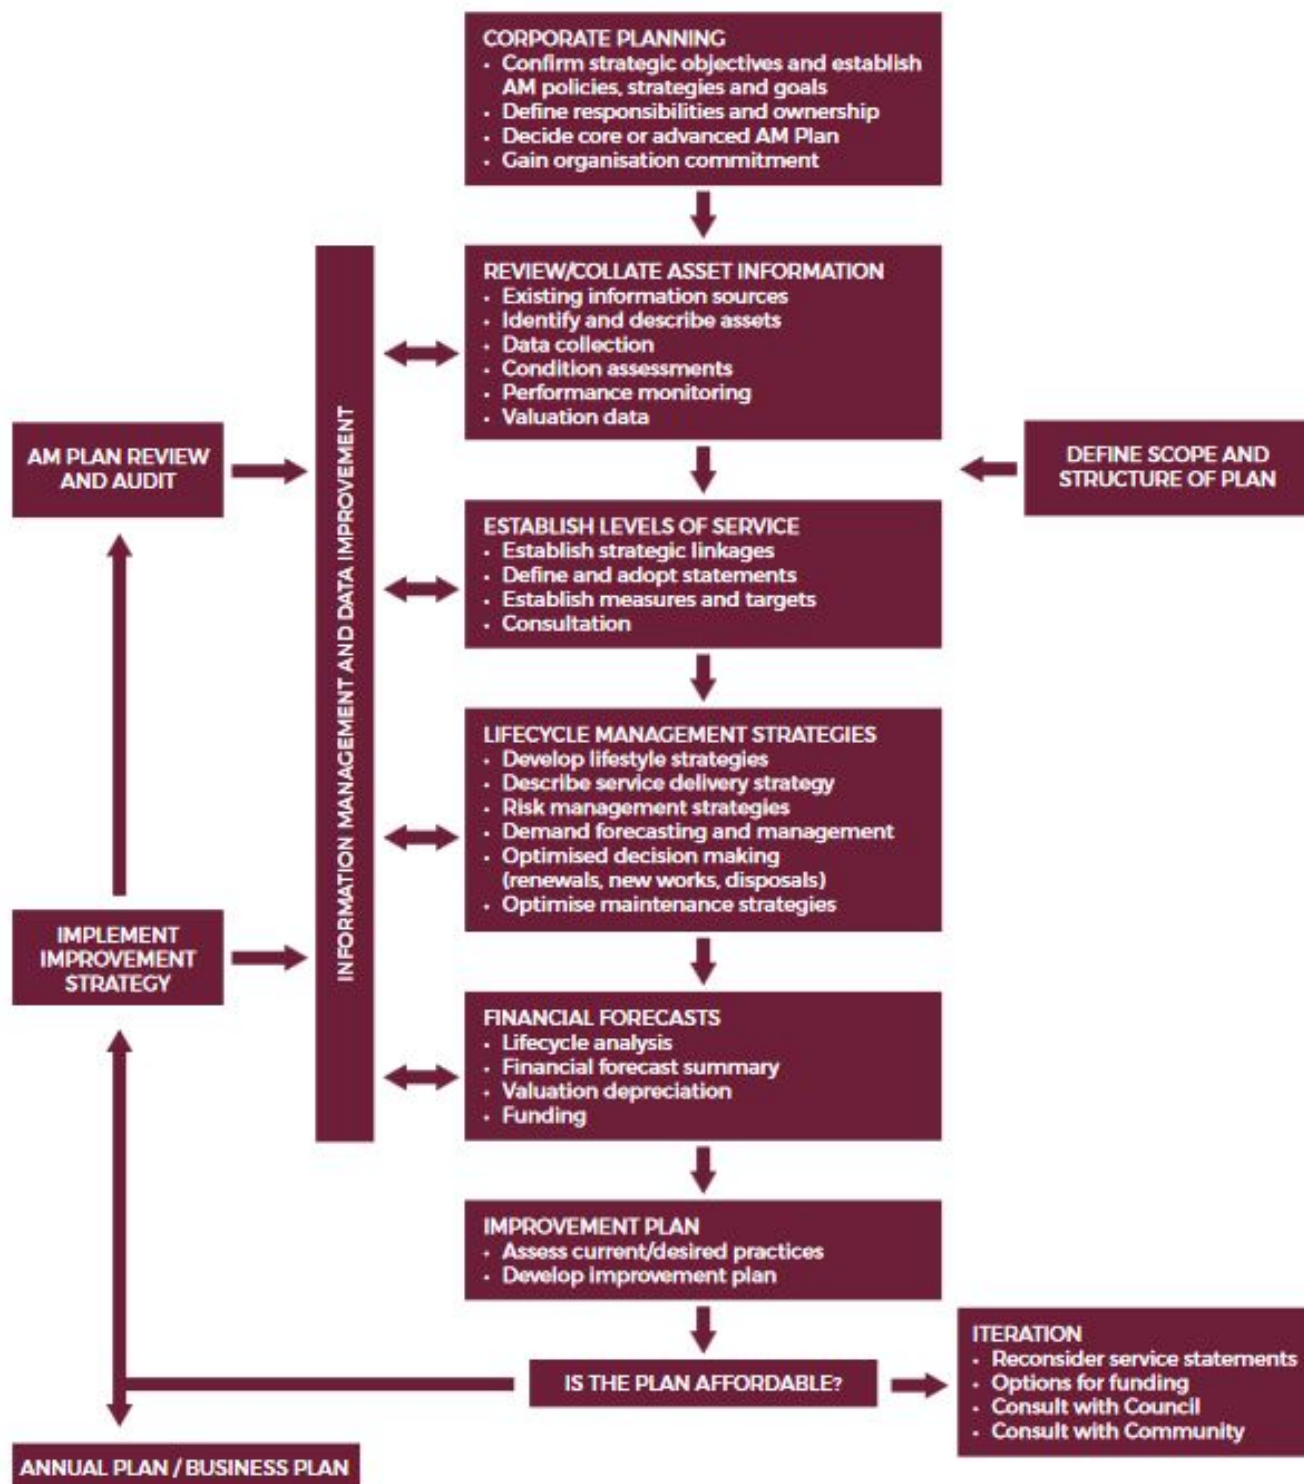 CORPORATE PLANNING
• Confirm strategic objectives and establish
AM policies, strategies and goals
• Define responsibilities and ownership
• Decide core or advanced AM Plan
• Gain organisation commitment
REVIEW/COLLATE ASSET INFORMATION
• Existing information sources
• Identify and describe assets
• Data collection
• Condition assessments
• Performance monitoring
• Valuation data
AM PLAN REVIEW
AND AUDIT
INFORMATION MANAGEMENT AND DATA IMPROVEMENT
DEFINE SCOPE AND
STRUCTURE OF PLAN
ESTABLISH LEVELS OF SERVICE
• Establish strategic linkages
• Define and adopt statements
• Establish measures and targets
• Consultation
LIFECYCLE MANAGEMENT STRATEGIES
• Develop lifestyle strategies
• Describe service delivery strategy
• Risk management strategies
• Demand forecasting and management
• Optimised decision making
(renewals, new works, disposals)
• Optimise maintenance strategies
IMPLEMENT
IMPROVEMENT
STRATEGY
FINANCIAL FORECASTS
• Lifecycle analysis
• Financial forecast summary
• Valuation depreciation
• Funding
IMPROVEMENT PLAN
• Assess current/desired practices
• Develop improvement plan
IS THE PLAN AFFORDABLE?
ITERATION
• Reconsider service statements
• Options for funding
• Consult with Council
• Consult with Community
ANNUAL PLAN / BUSINESS PLAN